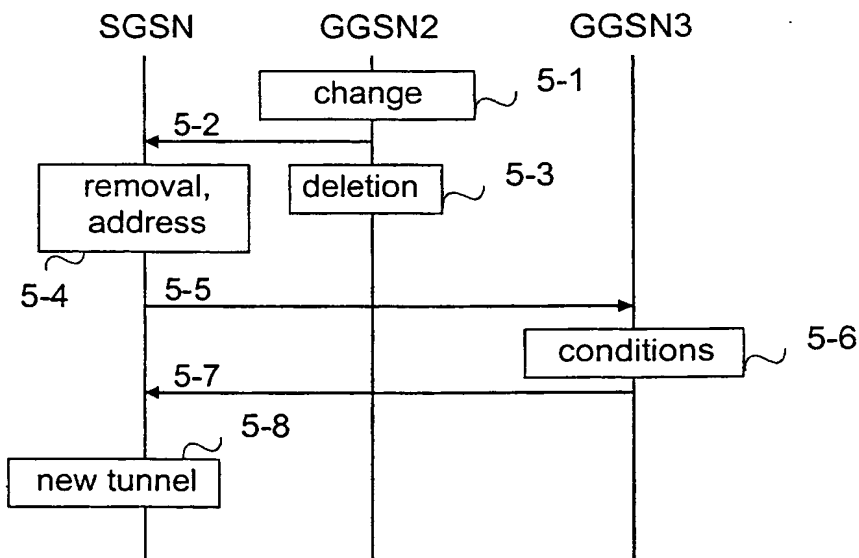 SGSN GGSN2 GGSN3
change 5-1
5-2
removal,
address
deletion 5-3
5-4
5-5
conditions 5-6
5-7
5-8
new tunnel